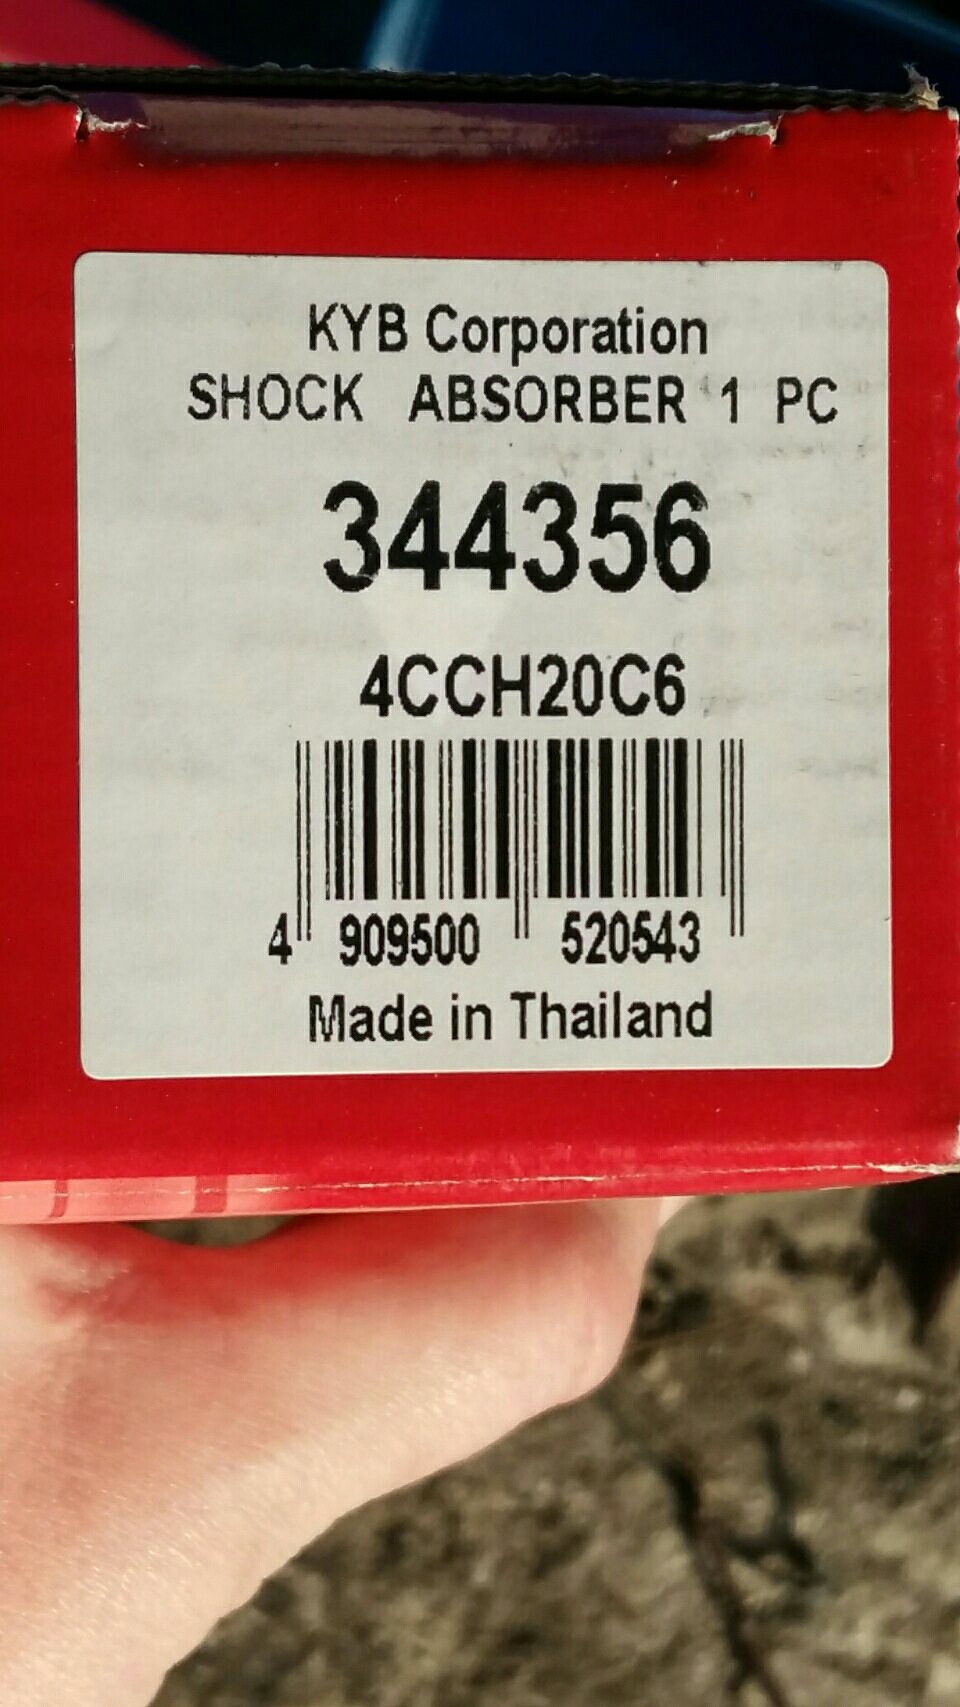 KYB Corporation
SHOCK ABSORBER 1 PC
344356
4CCH20C6
4 909500 520543
Made in Thailand